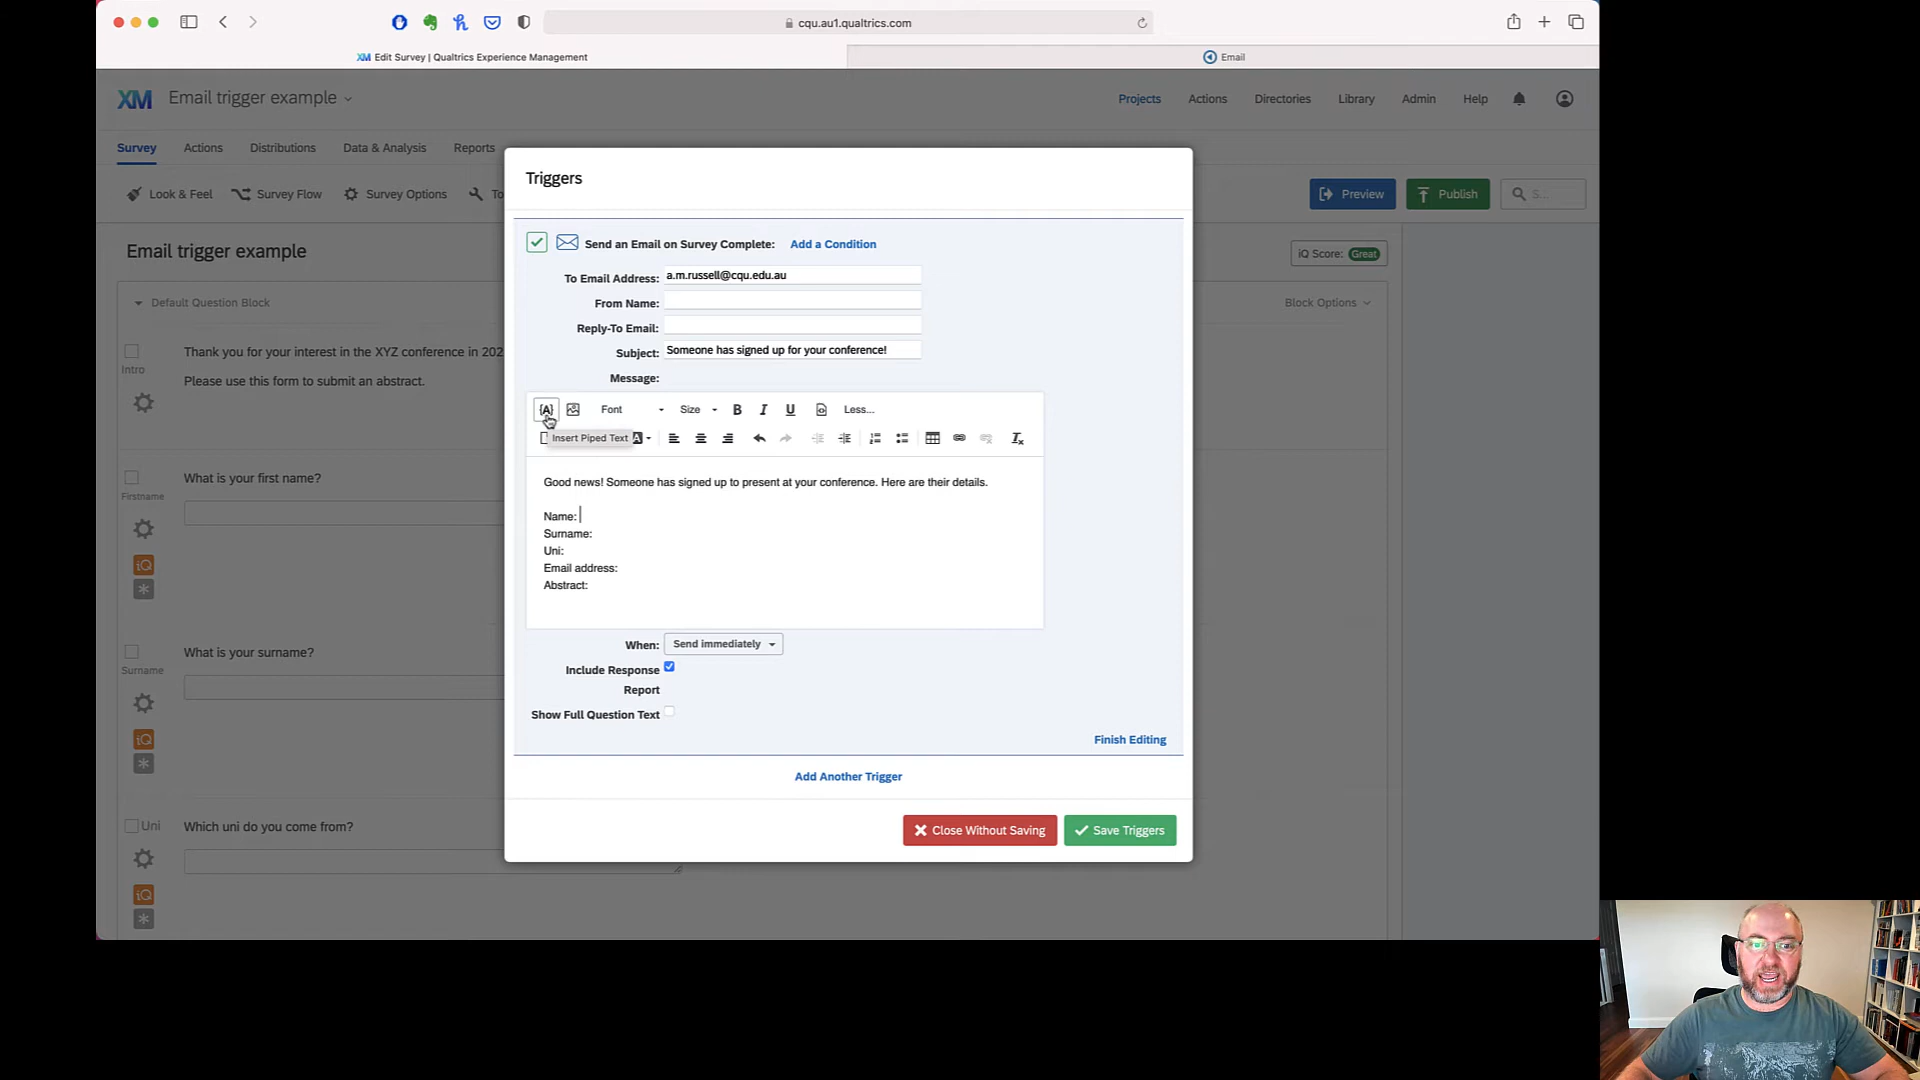 cqu.au1.qualtrics.com
XM Edit Survey | Qualtrics Experience Management
Email
XM Email trigger example
Projects Actions Directories Library Admin Help
Survey Actions Distributions Data & Analysis Reports
Look & Feel Survey Flow Survey Options To
Preview Publish S...
Email trigger example
iQ Score: Great
Default Question Block
Block Options
Intro
Thank you for your interest in the XYZ conference in 202
Please use this form to submit an abstract.
Firstname
What is your first name?
iQ
Surname
What is your surname?
iQ
Uni
Which uni do you come from?
iQ
Triggers
Send an Email on Survey Complete: Add a Condition
To Email Address: a.m.russell@cqu.edu.au
From Name:
Reply-To Email:
Subject: Someone has signed up for your conference!
Message:
{A} Font Size B I U Less...
Insert Piped Text A
Good news! Someone has signed up to present at your conference. Here are their details.
Name:
Surname:
Uni:
Email address:
Abstract:
When: Send immediately
Include Response
Report
Show Full Question Text
Finish Editing
Add Another Trigger
Close Without Saving Save Triggers